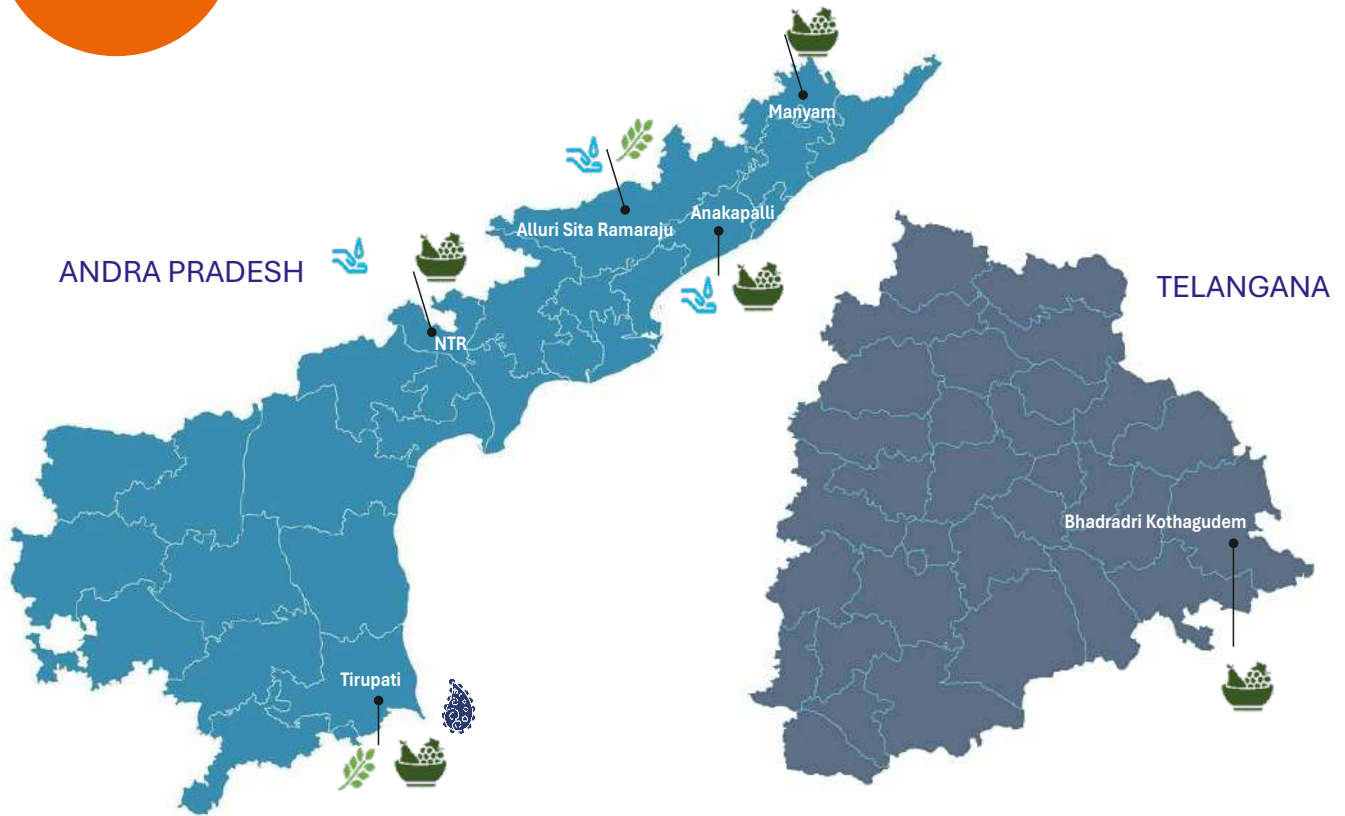 Manyam
Alluri Sita Ramaraju
Anakapalli
ANDRA PRADESH
TELANGANA
NTR
Bhadradri Kothagudem
Tirupati